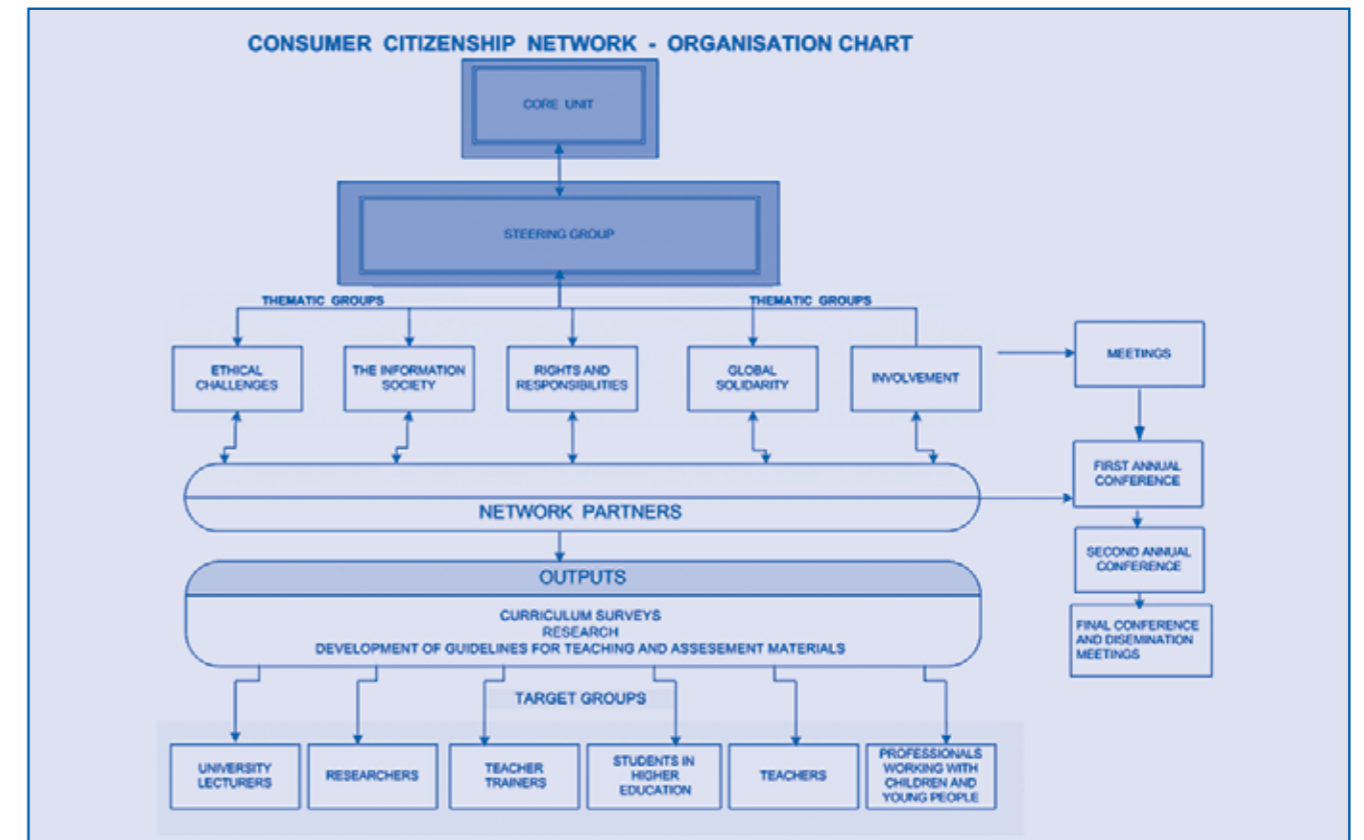 CONSUMER CITIZENSHIP NETWORK - ORGANISATION CHART
CORE UNIT
STEERING GROUP
THEMATIC GROUPS
THEMATIC GROUPS
ETHICAL
CHALLENGES
THE INFORMATION
SOCIETY
RIGHTS AND
RESPONSIBILITIES
GLOBAL
SOLIDARITY
INVOLVEMENT
MEETINGS
FIRST ANNUAL
CONFERENCE
NETWORK PARTNERS
SECOND ANNUAL
CONFERENCE
OUTPUTS
CURRICULUM SURVEYS
RESEARCH
DEVELOPMENT OF GUIDELINES FOR TEACHING AND ASSESEMENT MATERIALS
FINAL CONFERENCE
AND DISEMINATION
MEETINGS
TARGET GROUPS
UNIVERSITY
LECTURERS
RESEARCHERS
TEACHER
TRAINERS
STUDENTS IN
HIGHER
EDUCATION
TEACHERS
PROFESSIONALS
WORKING WITH
CHILDREN AND
YOUNG PEOPLE